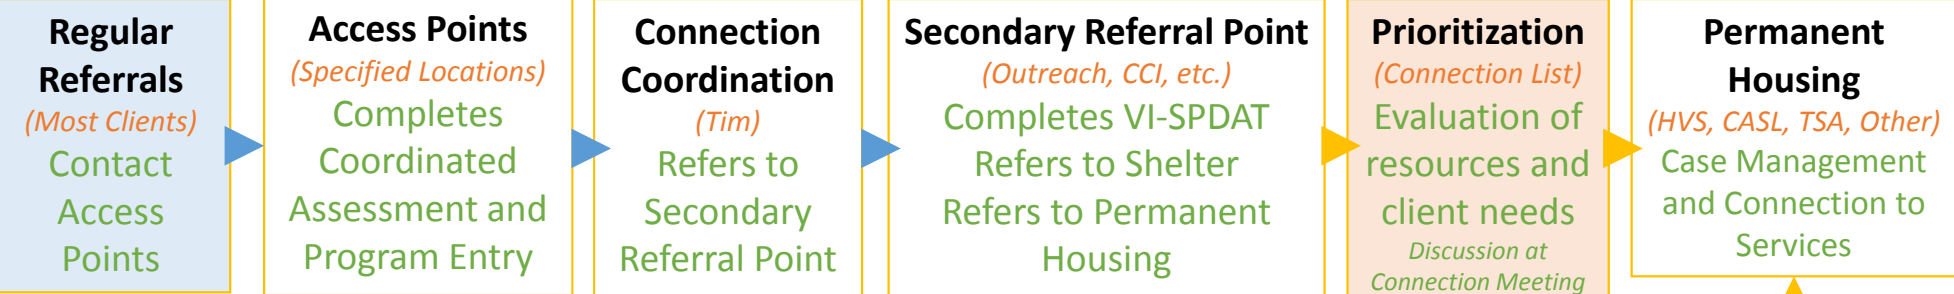 Regular
Referrals
(Most Clients)
Contact
Access
Points
Access Points
(Specified Locations)
Completes
Coordinated
Assessment and
Program Entry
Connection
Coordination
(Tim)
Refers to
Secondary
Referral Point
Secondary Referral Point
(Outreach, CCI, etc.)
Completes VI-SPDAT
Refers to Shelter
Refers to Permanent
Housing
Prioritization
(Connection List)
Evaluation of
resources and
client needs
Discussion at
Connection Meeting
Permanent
Housing
(HVS, CASL, TSA, Other)
Case Management
and Connection to
Services